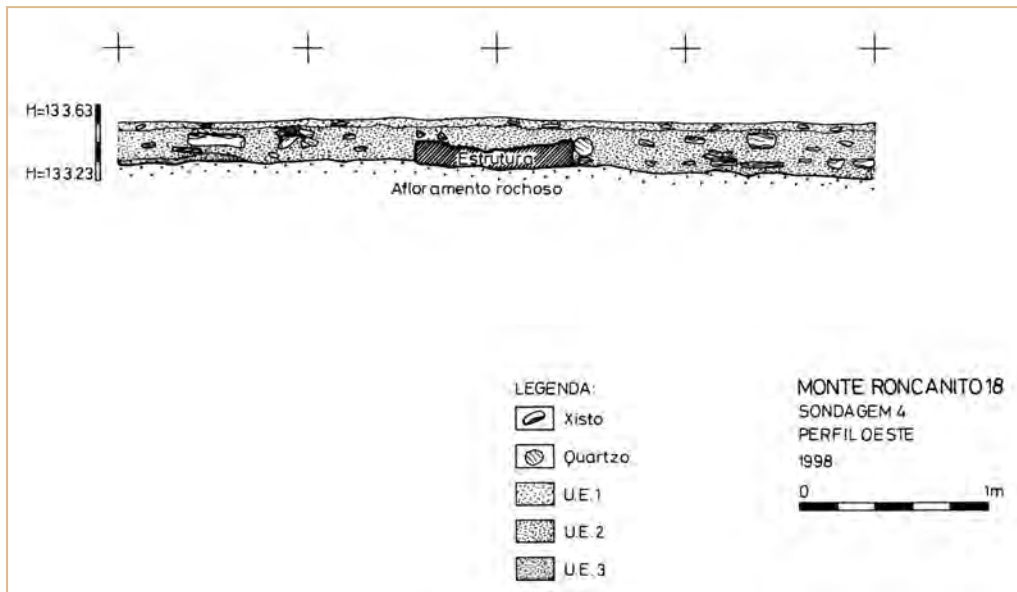 H=133.63
H=133.23
Estrutura
Afloramento rochoso
LEGENDA:
Xisto
Quartzo
U.E.1
U.E.2
U.E.3
MONTE RONCANITO 18
SONDAGEM 4
PERFIL OESTE
1998
0 1m